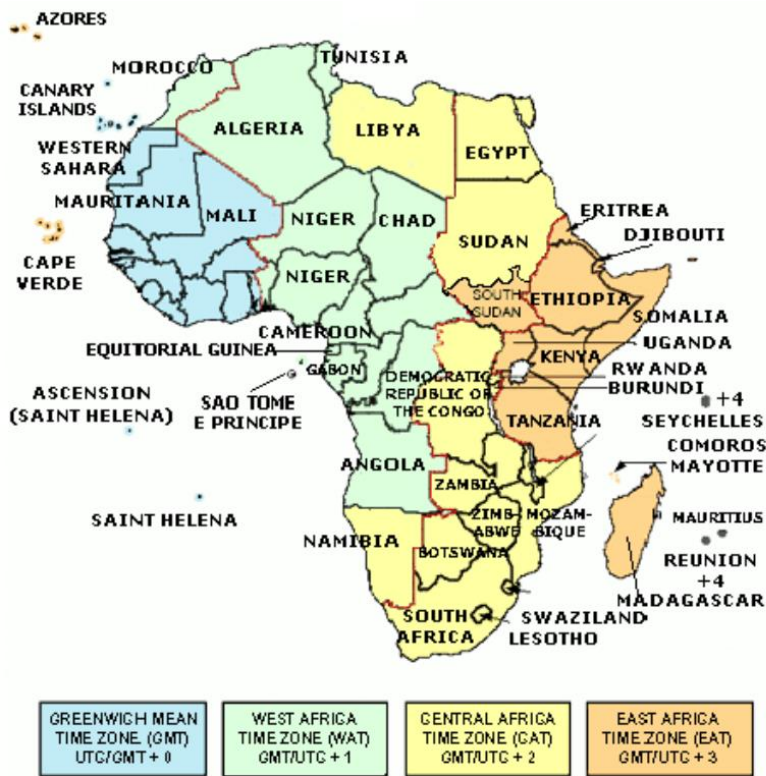 AZORES
TUNISIA
MOROCCO
CANARY
ISLANDS
ALGERIA
LIBYA
EGYPT
WESTERN
SAHARA
MAURITANIA
MALI
NIGER
CHAD
SUDAN
ERITREA
DJIBOUTI
CAPE
VERDE
NIGER
SOUTH
SUDAN
ETHIOPIA
SOMALIA
CAMEROON
UGANDA
EQUITORIAL GUINEA
GABON
KENYA
DEMOCRATIC
REPUBLIC OF
THE CONGO
RWANDA
BURUNDI
ASCENSION
(SAINT HELENA)
SAO TOME
E PRINCIPE
TANZANIA
+4
SEYCHELLES
COMOROS
MAYOTTE
ANGOLA
ZAMBIA
SAINT HELENA
ZIMB
ABWE
MOZAM-
BIQUE
MAURITIUS
NAMIBIA
BOTSWANA
REUNION
+4
MADAGASCAR
SOUTH
AFRICA
SWAZILAND
LESOTHO
GREENWICH MEAN
TIME ZONE (GMT)
UTC/GMT + 0
WEST AFRICA
TIME ZONE (WAT)
GMT/UTC + 1
CENTRAL AFRICA
TIME ZONE (CAT)
GMT/UTC + 2
EAST AFRICA
TIME ZONE (EAT)
GMT/UTC + 3